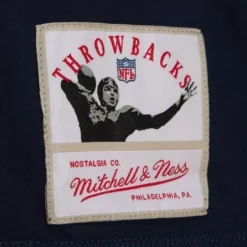 THROWBACKS
NFL
NOSTALGIA CO.
Mitchell & Ness
PHILADELPHIA, PA.